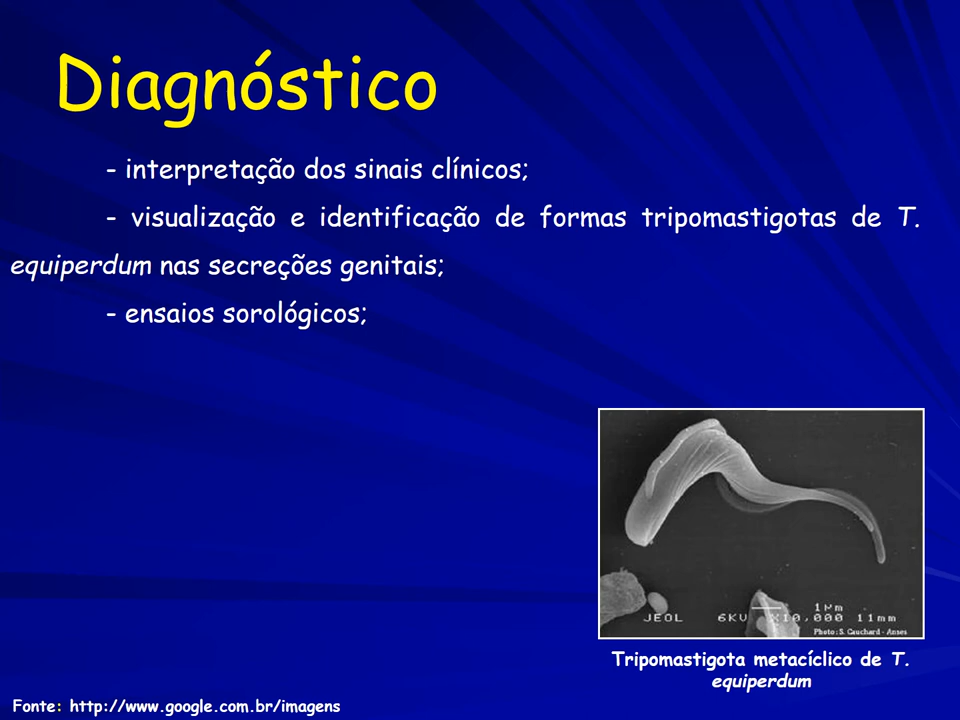 Diagnóstico
- interpretação dos sinais clínicos;
- visualização e identificação de formas tripomastigotas de T.
equiperdum nas secreções genitais;
- ensaios sorológicos;
1μm
JEOL 6KV X10,000 11mm
Photo : S. Cauchard - Anses
Tripomastigota metacíclico de T.
equiperdum
Fonte: http://www.google.com.br/imagens